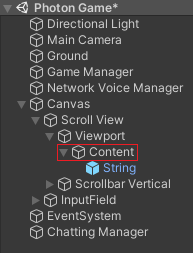 Photon Game*
Directional Light
Main Camera
Ground
Game Manager
Network Voice Manager
Canvas
Scroll View
Viewport
Content
String
Scrollbar Vertical
InputField
EventSystem
Chatting Manager